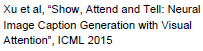 Xu et al, “Show, Attend and Tell: Neural
Image Caption Generation with Visual
Attention”, ICML 2015